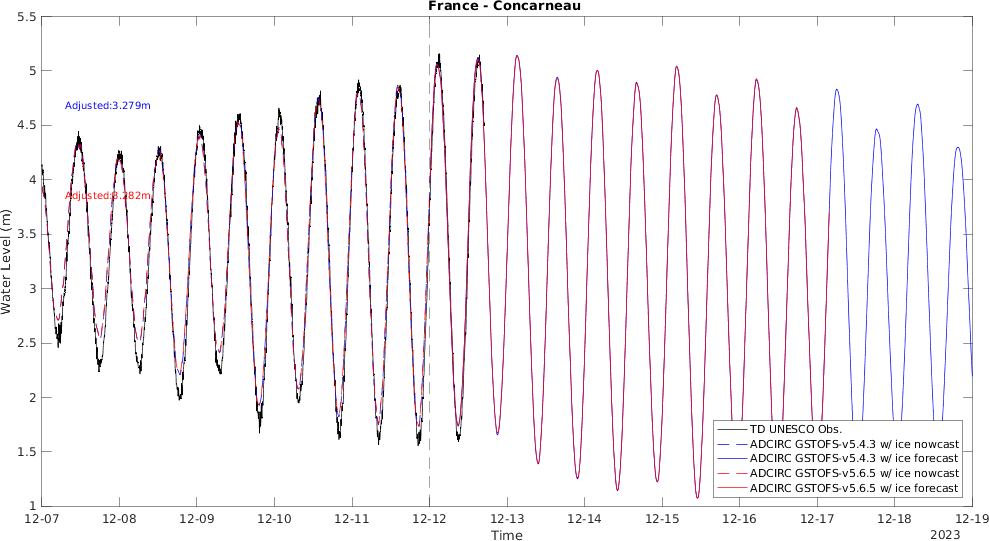 France - Concarneau
5.5
5
4.5
4
3.5
3
2.5
2
1.5
1
Water Level (m)
Adjusted:3.279m
Adjusted:3.282m
TD UNESCO Obs.
ADCIRC GSTOFS-v5.4.3 w/ ice nowcast
ADCIRC GSTOFS-v5.4.3 w/ ice forecast
ADCIRC GSTOFS-v5.6.5 w/ ice nowcast
ADCIRC GSTOFS-v5.6.5 w/ ice forecast
12-07 12-08 12-09 12-10 12-11 12-12 12-13 12-14 12-15 12-16 12-17 12-18 12-19
Time
2023